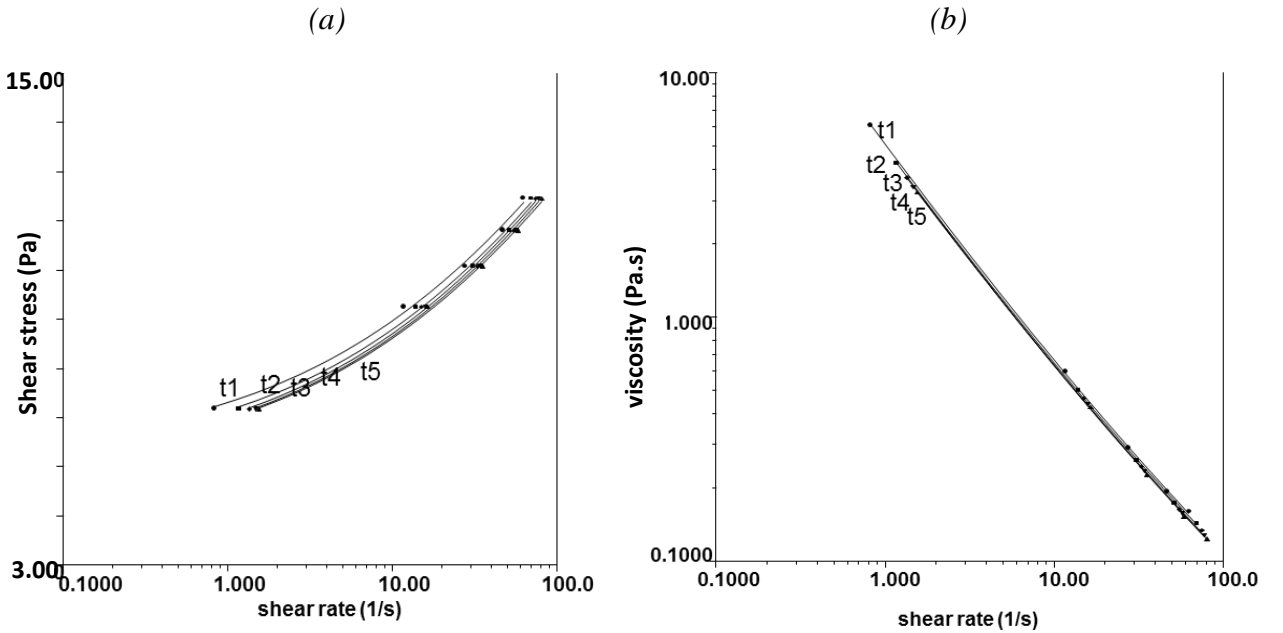 (a)
15.00
Shear stress (Pa)
t1
t2
t3
t4
t5
3.00
0.1000
1.000
10.00
100.0
shear rate (1/s)
(b)
10.00
viscosity (Pa.s)
t1
t2
t3
t4
t5
1.000
0.1000
0.1000
1.000
10.00
100.0
shear rate (1/s)